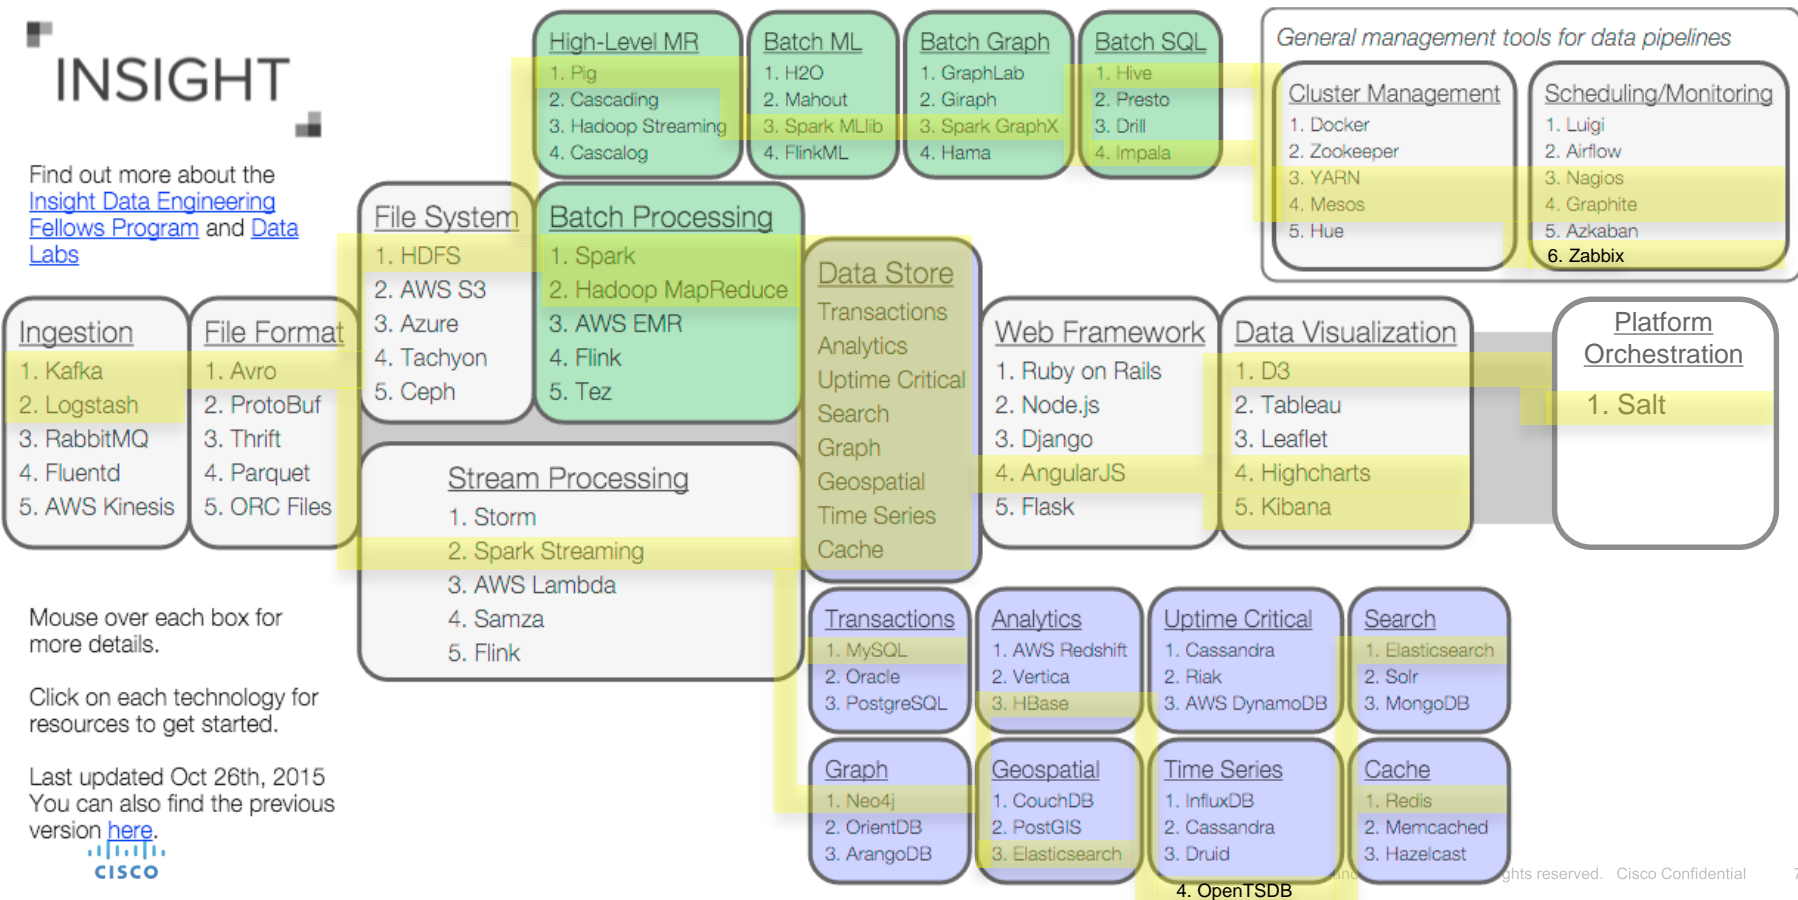 INSIGHT
Find out more about the
Insight Data Engineering
Fellows Program and Data
Labs
High-Level MR
1. Pig
2. Cascading
3. Hadoop Streaming
4. Cascalog
Batch ML
1. H2O
2. Mahout
3. Spark MLlib
4. FlinkML
Batch Graph
1. GraphLab
2. Giraph
3. Spark GraphX
4. Hama
Batch SQL
1. Hive
2. Presto
3. Drill
4. Impala
General management tools for data pipelines
Cluster Management
1. Docker
2. Zookeeper
3. YARN
4. Mesos
5. Hue
Scheduling/Monitoring
1. Luigi
2. Airflow
3. Nagios
4. Graphite
5. Azkaban
6. Zabbix
Ingestion
1. Kafka
2. Logstash
3. RabbitMQ
4. Fluentd
5. AWS Kinesis
File Format
1. Avro
2. ProtoBuf
3. Thrift
4. Parquet
5. ORC Files
File System
1. HDFS
2. AWS S3
3. Azure
4. Tachyon
5. Ceph
Batch Processing
1. Spark
2. Hadoop MapReduce
3. AWS EMR
4. Flink
5. Tez
Stream Processing
1. Storm
2. Spark Streaming
3. AWS Lambda
4. Samza
5. Flink
Data Store
Transactions
Analytics
Uptime Critical
Search
Graph
Geospatial
Time Series
Cache
Web Framework
1. Ruby on Rails
2. Node.js
3. Django
4. AngularJS
5. Flask
Data Visualization
1. D3
2. Tableau
3. Leaflet
4. Highcharts
5. Kibana
Platform
Orchestration
1. Salt
Mouse over each box for
more details.
Click on each technology for
resources to get started.
Last updated Oct 26th, 2015
You can also find the previous
version here.
CISCO
Transactions
1. MySQL
2. Oracle
3. PostgreSQL
Analytics
1. AWS Redshift
2. Vertica
3. HBase
Uptime Critical
1. Cassandra
2. Riak
3. AWS DynamoDB
Search
1. Elasticsearch
2. Solr
3. MongoDB
Graph
1. Neo4j
2. OrientDB
3. ArangoDB
Geospatial
1. CouchDB
2. PostGIS
3. Elasticsearch
Time Series
1. InfluxDB
2. Cassandra
3. Druid
4. OpenTSDB
Cache
1. Redis
2. Memcached
3. Hazelcast
reserved. Cisco Confidential 7